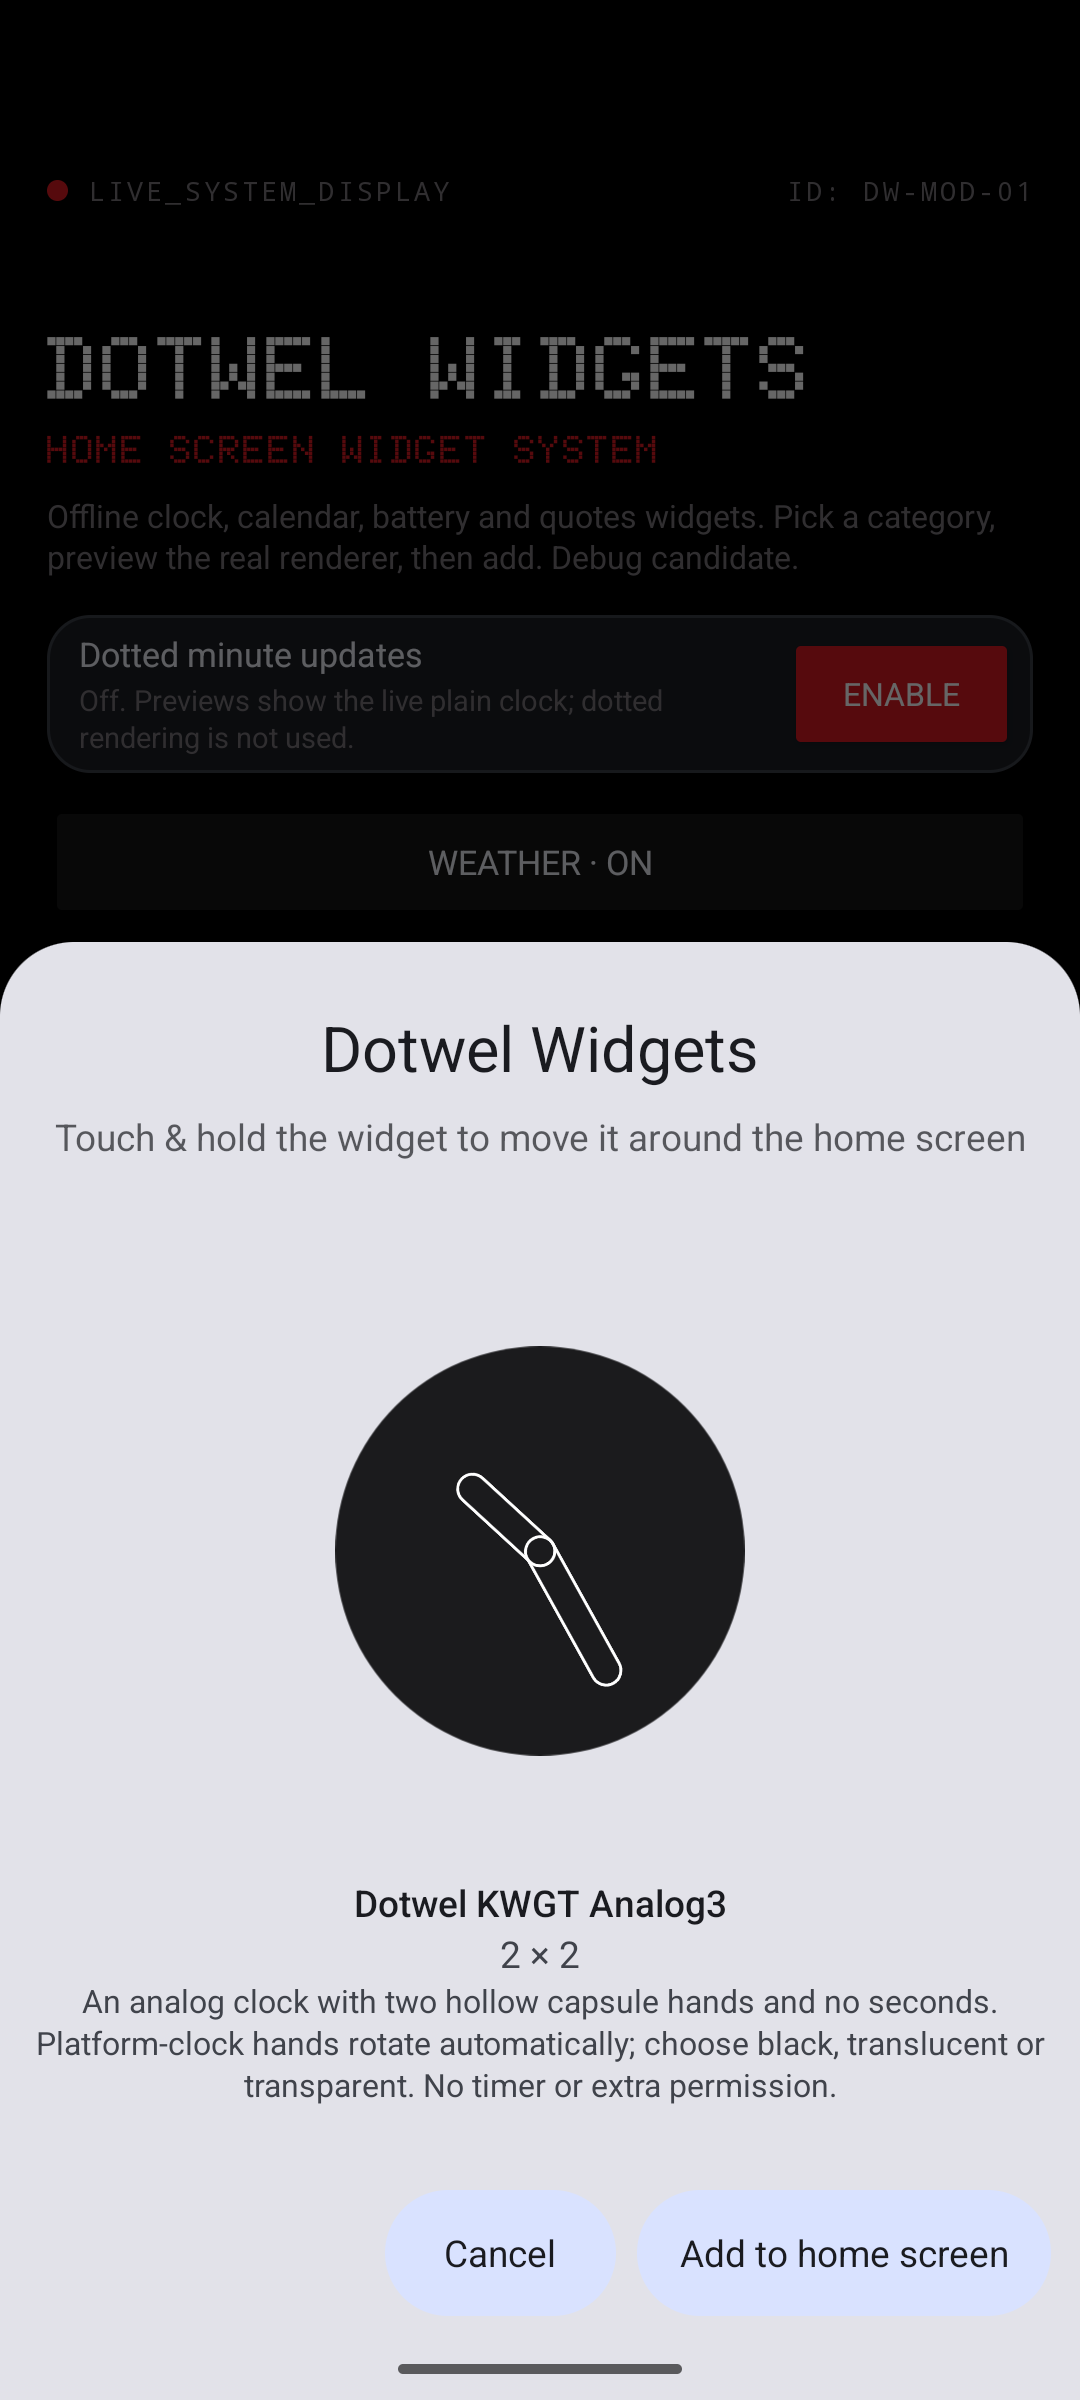 LIVE_SYSTEM_DISPLAY
ID: DW-MOD-01
DOTWEL WIDGETS
HOME SCREEN WIDGET SYSTEM
Offline clock, calendar, battery and quotes widgets. Pick a category,
preview the real renderer, then add. Debug candidate.
Dotted minute updates
Off. Previews show the live plain clock; dotted
rendering is not used.
ENABLE
WEATHER · ON
Dotwel Widgets
Touch & hold the widget to move it around the home screen
Dotwel KWGT Analog3
2 × 2
An analog clock with two hollow capsule hands and no seconds.
Platform-clock hands rotate automatically; choose black, translucent or
transparent. No timer or extra permission.
Cancel
Add to home screen